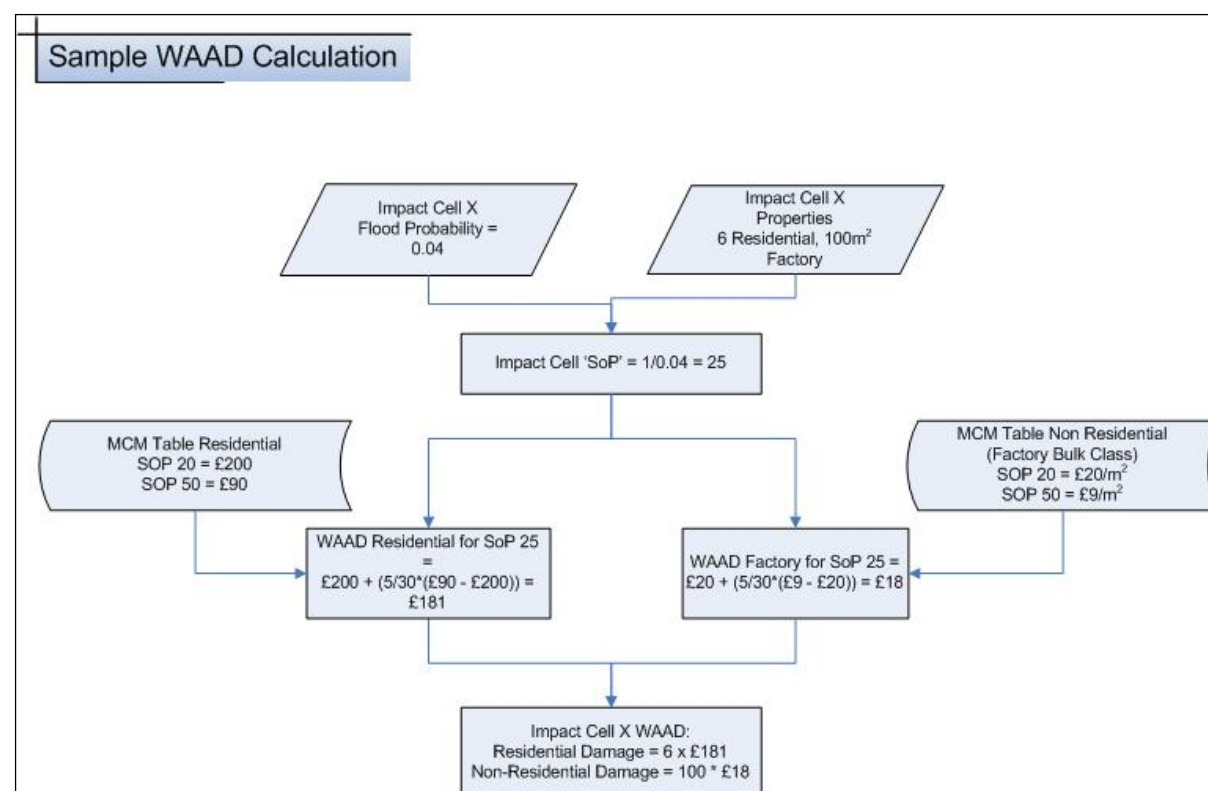 Sample WAAD Calculation
Impact Cell X
Flood Probability =
0.04
Impact Cell X
Properties
6 Residential, 100m²
Factory
Impact Cell 'SoP' = 1/0.04 = 25
MCM Table Residential
SOP 20 = £200
SOP 50 = £90
MCM Table Non Residential
(Factory Bulk Class)
SOP 20 = £20/m²
SOP 50 = £9/m²
WAAD Residential for SoP 25
=
£200 + (5/30*(£90 - £200)) =
£181
WAAD Factory for SoP 25 =
£20 + (5/30*(£9 - £20)) = £18
Impact Cell X WAAD:
Residential Damage = 6 x £181
Non-Residential Damage = 100 * £18